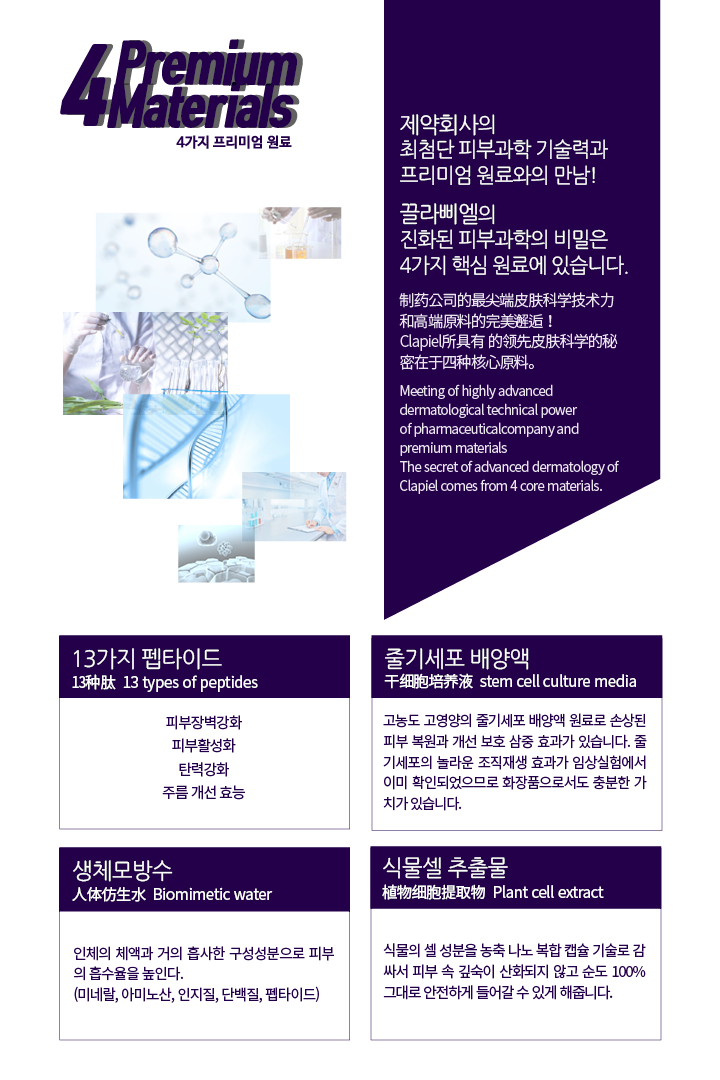 4 Premium
Materials
4가지 프리미엄 원료
제약회사의
최첨단 피부과학 기술력과
프리미엄 원료와의 만남!
끌라삐엘의
진화된 피부과학의 비밀은
4가지 핵심 원료에 있습니다.
制药公司的最尖端皮肤科学技术力
和高端原料的完美邂逅！
Clapiel所具有 的领先皮肤科学的秘
密在于四种核心原料。
Meeting of highly advanced
dermatological technical power
of pharmaceuticalcompany and
premium materials
The secret of advanced dermatology of
Clapiel comes from 4 core materials.
13가지 펩타이드
13种肽 13 types of peptides
피부장벽강화
피부활성화
탄력강화
주름 개선 효능
줄기세포 배양액
干细胞培养液 stem cell culture media
고농도 고영양의 줄기세포 배양액 원료로 손상된
피부 복원과 개선 보호 삼중 효과가 있습니다. 줄
기세포의 놀라운 조직재생 효과가 임상실험에서
이미 확인되었으므로 화장품으로서도 충분한 가
치가 있습니다.
생체모방수
人体仿生水 Biomimetic water
인체의 체액과 거의 흡사한 구성성분으로 피부
의 흡수율을 높인다.
(미네랄, 아미노산, 인지질, 단백질, 펩타이드)
식물셀 추출물
植物细胞提取物 Plant cell extract
식물의 셀 성분을 농축 나노 복합 캡슐 기술로 감
싸서 피부 속 깊숙이 산화되지 않고 순도 100%
그대로 안전하게 들어갈 수 있게 해줍니다.